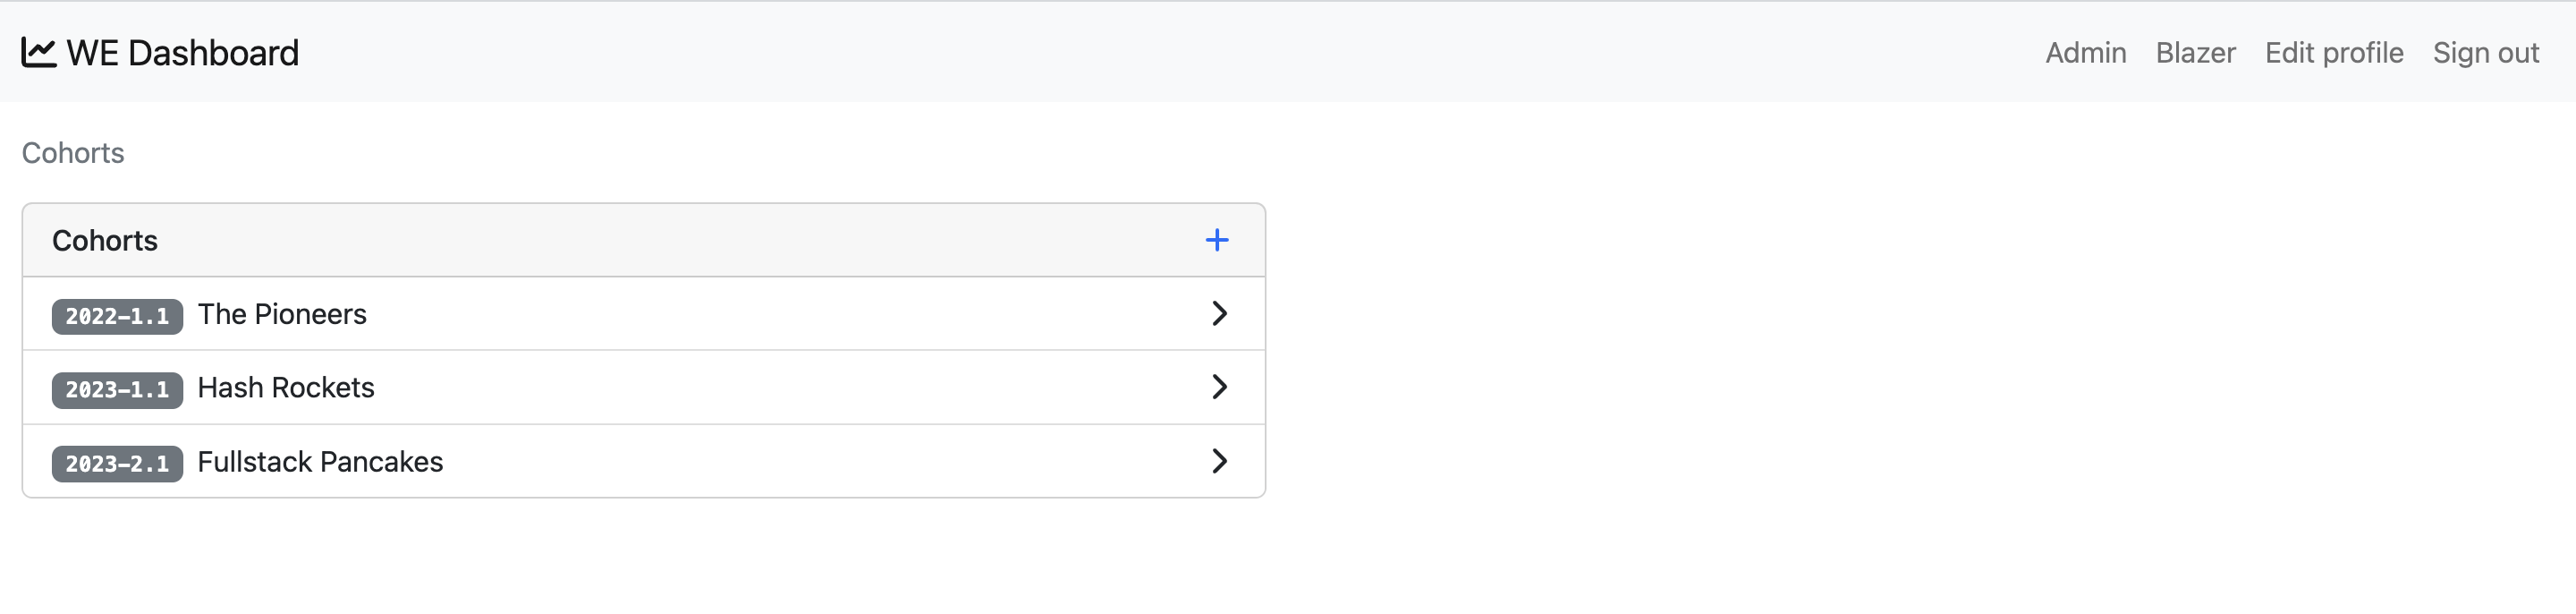 WE Dashboard Admin Blazer Edit profile Sign out
Cohorts
Cohorts
2022-1.1 The Pioneers
2023-1.1 Hash Rockets
2023-2.1 Fullstack Pancakes